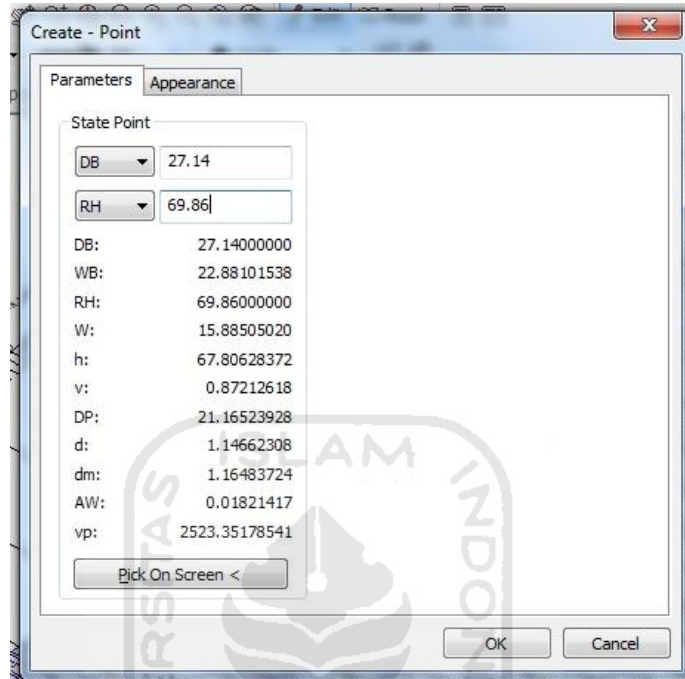 Create - Point
Parameters Appearance
State Point
DB 27.14
RH 69.86
DB: 27.14000000
WB: 22.88101538
RH: 69.86000000
W: 15.88505020
h: 67.80628372
v: 0.87212618
DP: 21.16523928
d: 1.14662308
dm: 1.16483724
AW: 0.01821417
vp: 2523.35178541
Pick On Screen <
OK Cancel
ISLAM